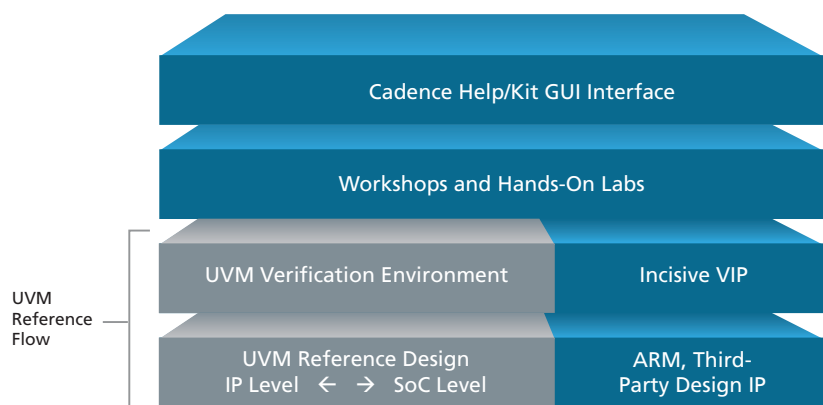 Cadence Help/Kit GUI Interface
Workshops and Hands-On Labs
UVM Verification Environment
Incisive VIP
UVM
Reference
Flow
UVM Reference Design
IP Level ← → SoC Level
ARM, Third-
Party Design IP